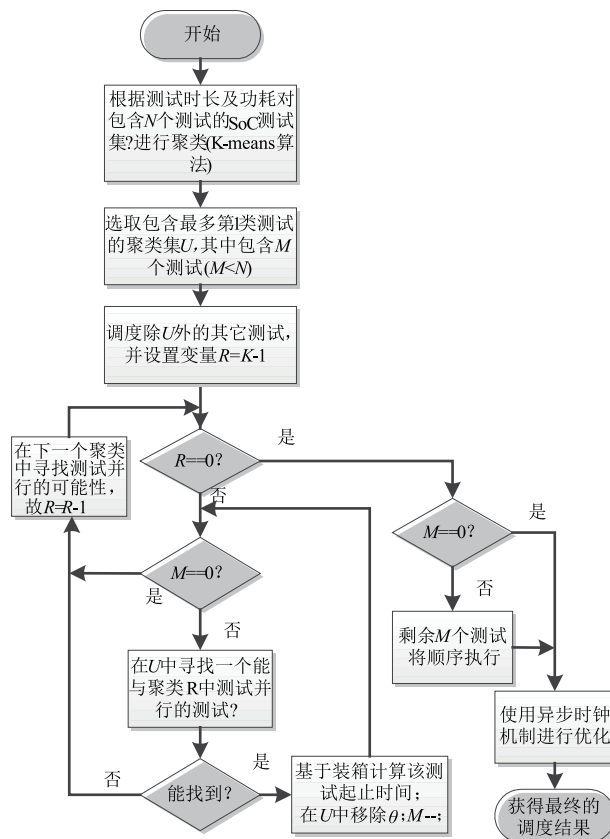 开始
根据测试时长及功耗对
包含N个测试的SoC测试
集?进行聚类(K-means算
法)
选取包含最多第1类测试
的聚类集U,其中包含M
个测试(M<N)
调度除U外的其它测试,
并设置变量R=K-1
在下一个聚类
中寻找测试并
行的可能性,
故R=R-1
R==0?
是
否
M==0?
是
否
M==0?
是
否
剩余M个测试
将顺序执行
在U中寻找一个能
与聚类R中测试并
行的测试?
能找到?
否
是
基于装箱计算该测
试起止时间;
在U中移除θ;M--;
使用异步时钟
机制进行优化
获得最终的
调度结果